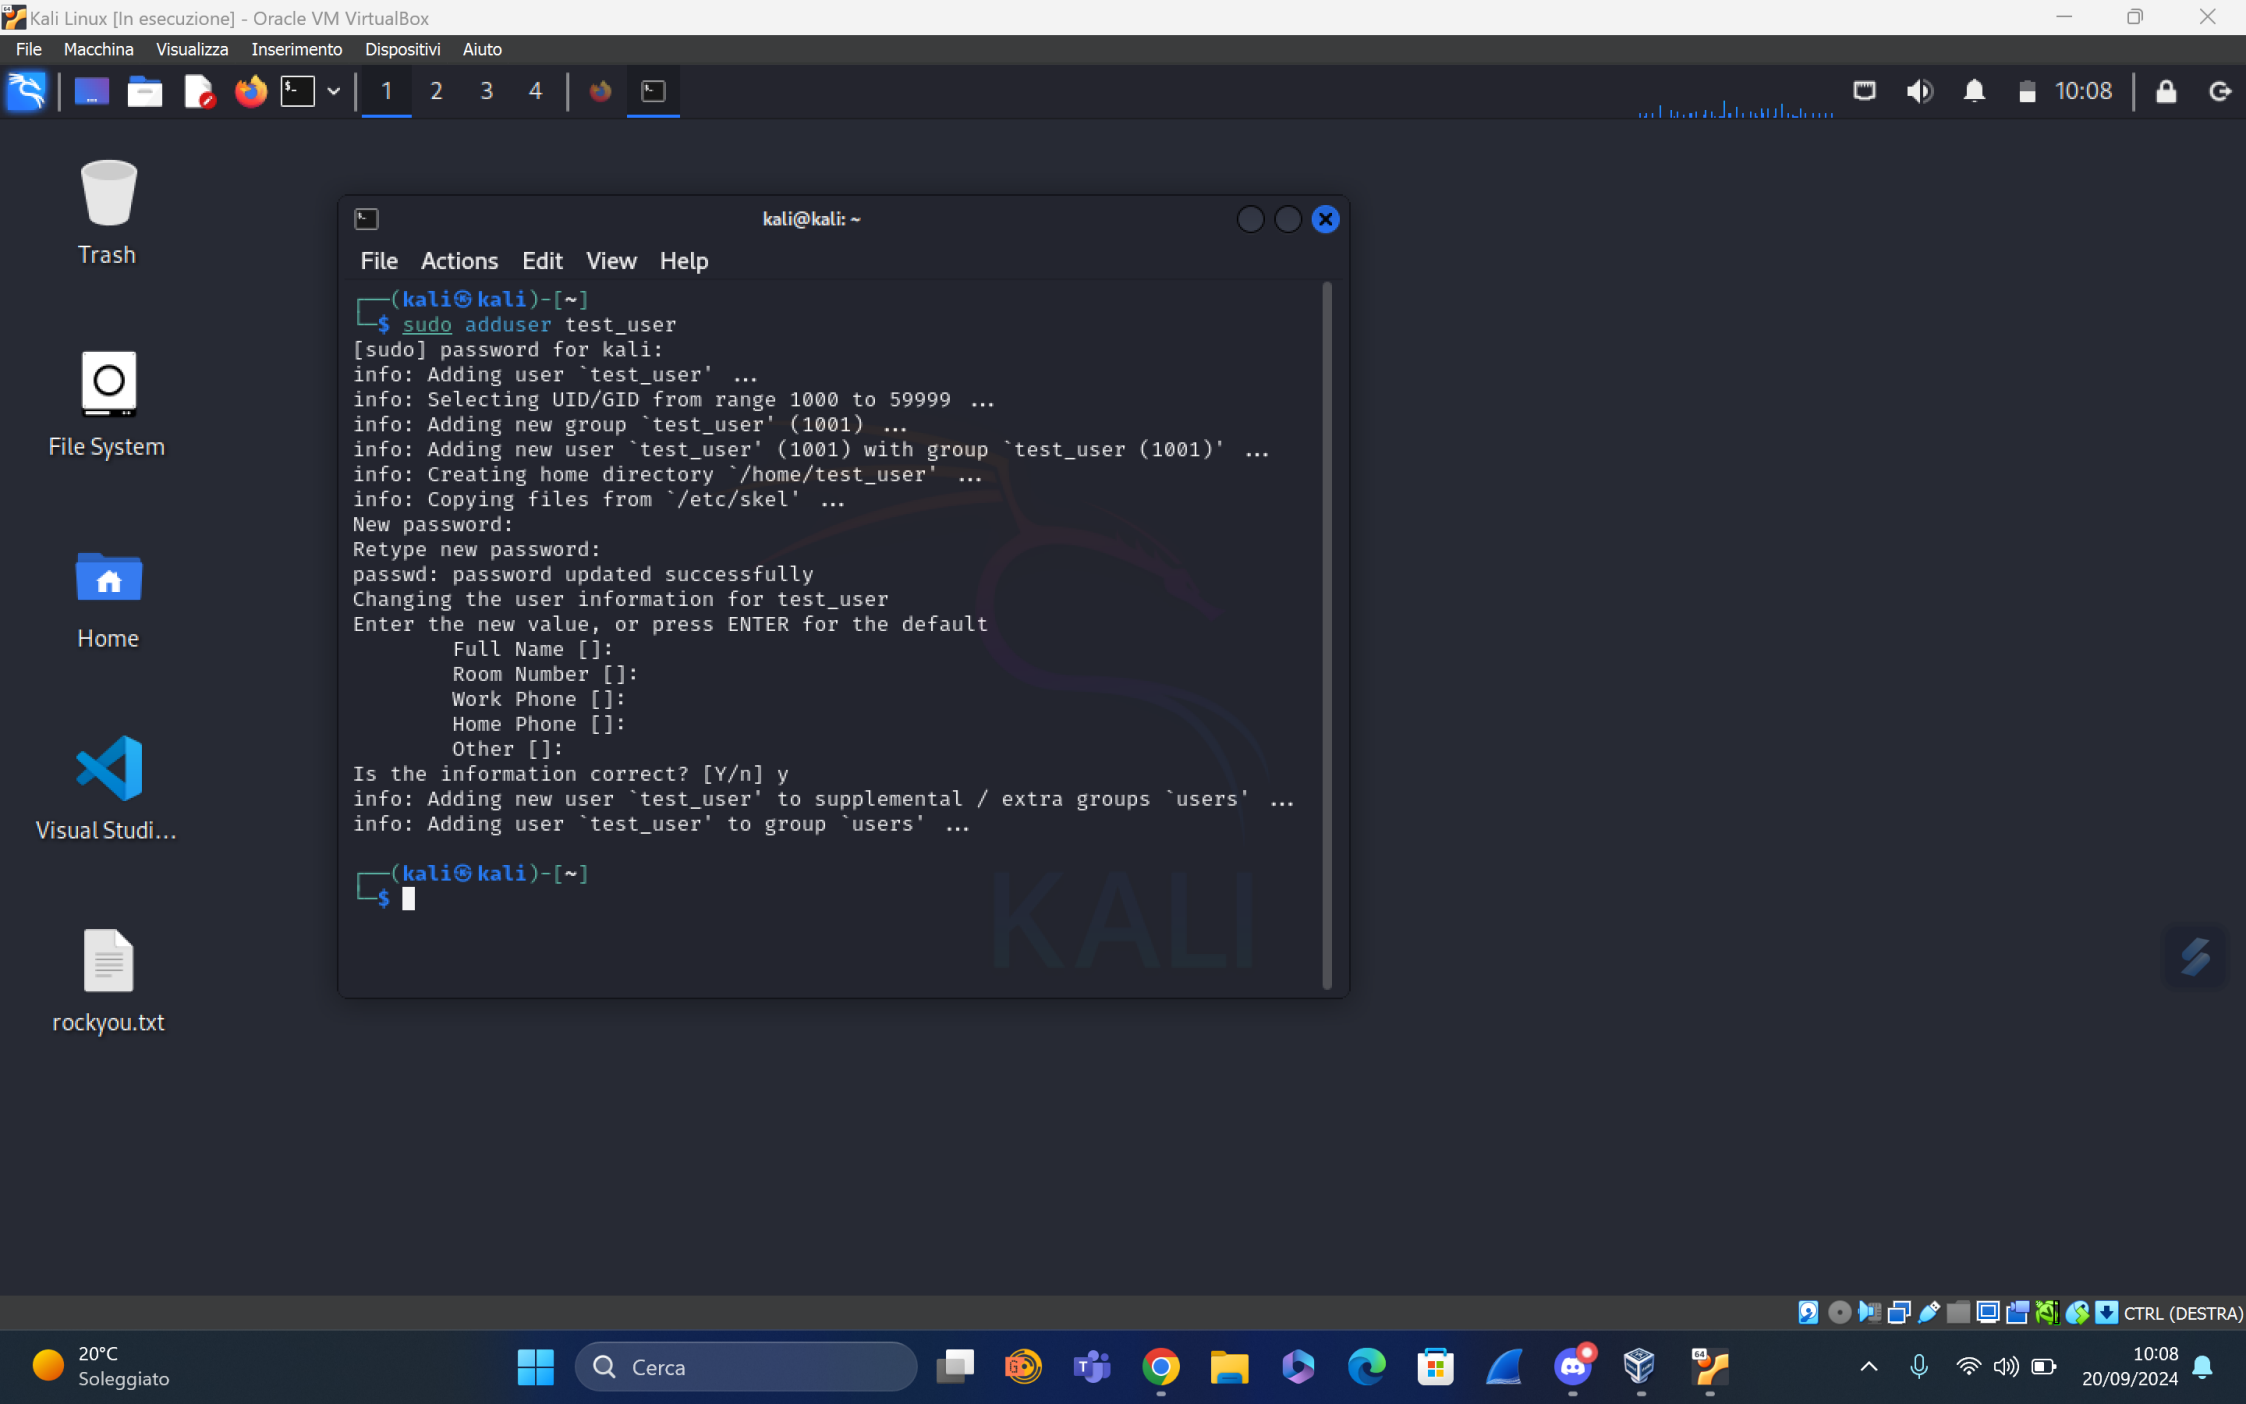 Kali Linux [In esecuzione] - Oracle VM VirtualBox
File Macchina Visualizza Inserimento Dispositivi Aiuto
1 2 3 4 10:08
Trash
File System
Home
Visual Studi...
rockyou.txt
kali@kali: ~
File Actions Edit View Help
┌──(kali㉿kali)-[~]
└─$ sudo adduser test_user
[sudo] password for kali:
info: Adding user `test_user' ...
info: Selecting UID/GID from range 1000 to 59999 ...
info: Adding new group `test_user' (1001) ...
info: Adding new user `test_user' (1001) with group `test_user (1001)' ...
info: Creating home directory `/home/test_user' ...
info: Copying files from `/etc/skel' ...
New password:
Retype new password:
passwd: password updated successfully
Changing the user information for test_user
Enter the new value, or press ENTER for the default
Full Name []:
Room Number []:
Work Phone []:
Home Phone []:
Other []:
Is the information correct? [Y/n] y
info: Adding new user `test_user' to supplemental / extra groups `users' ...
info: Adding user `test_user' to group `users' ...
┌──(kali㉿kali)-[~]
└─$
KALI
CTRL (DESTRA)
20°C
Soleggiato
Cerca
10:08
20/09/2024